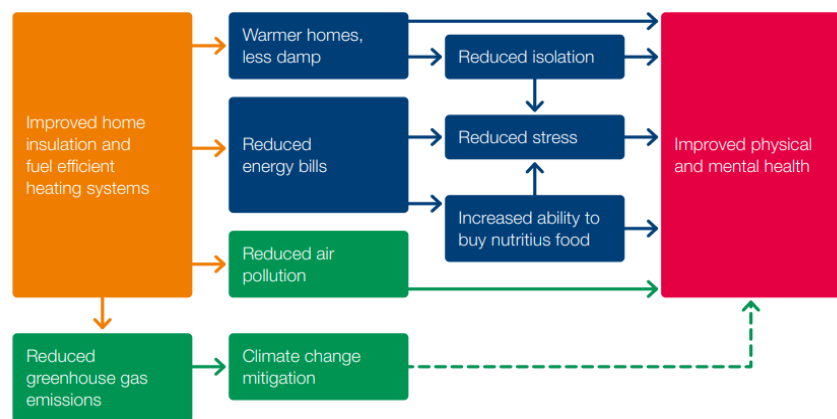 Improved home
insulation and
fuel efficient
heating systems
Warmer homes,
less damp
Reduced isolation
Reduced
energy bills
Reduced stress
Increased ability to
buy nutritius food
Improved physical
and mental health
Reduced air
pollution
Reduced
greenhouse gas
emissions
Climate change
mitigation